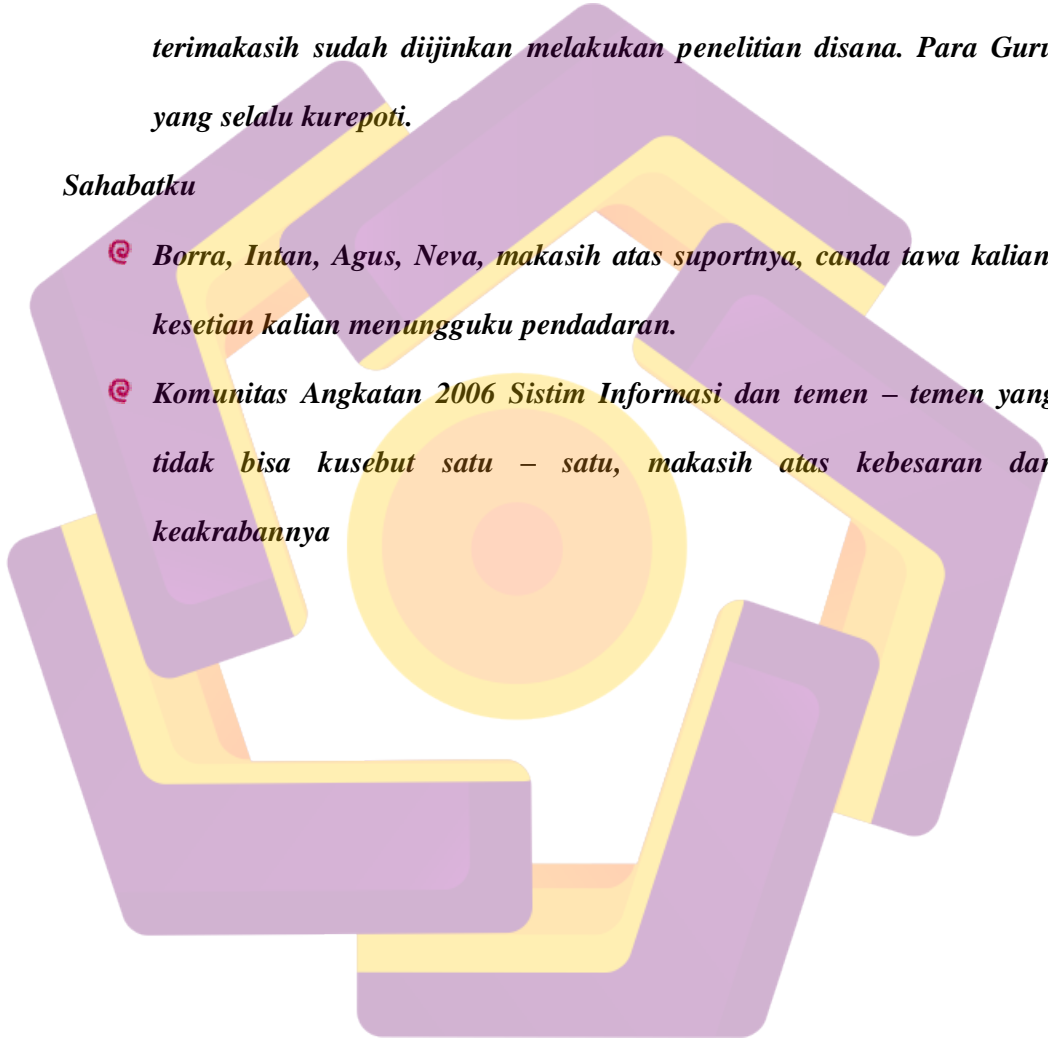 terimakasih sudah diijinkan melakukan penelitian disana. Para Guru
yang selalu kurepoti.
Sahabatku
Borra, Intan, Agus, Neva, makasih atas suportnya, canda tawa kalian
kesetian kalian menungguku pendadaran.
Komunitas Angkatan 2006 Sistim Informasi dan temen – temen yang
tidak bisa kusebut satu – satu, makasih atas kebesaran dan
keakrabannya